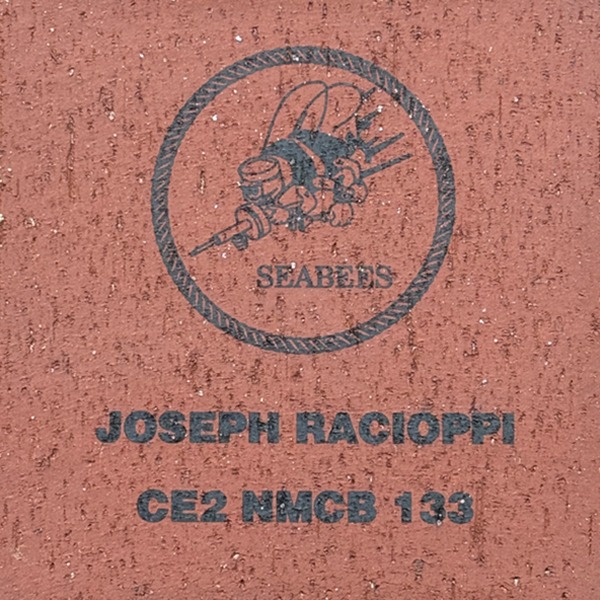 SEABEES
JOSEPH RACIOPPI
CE2 NMCB 133